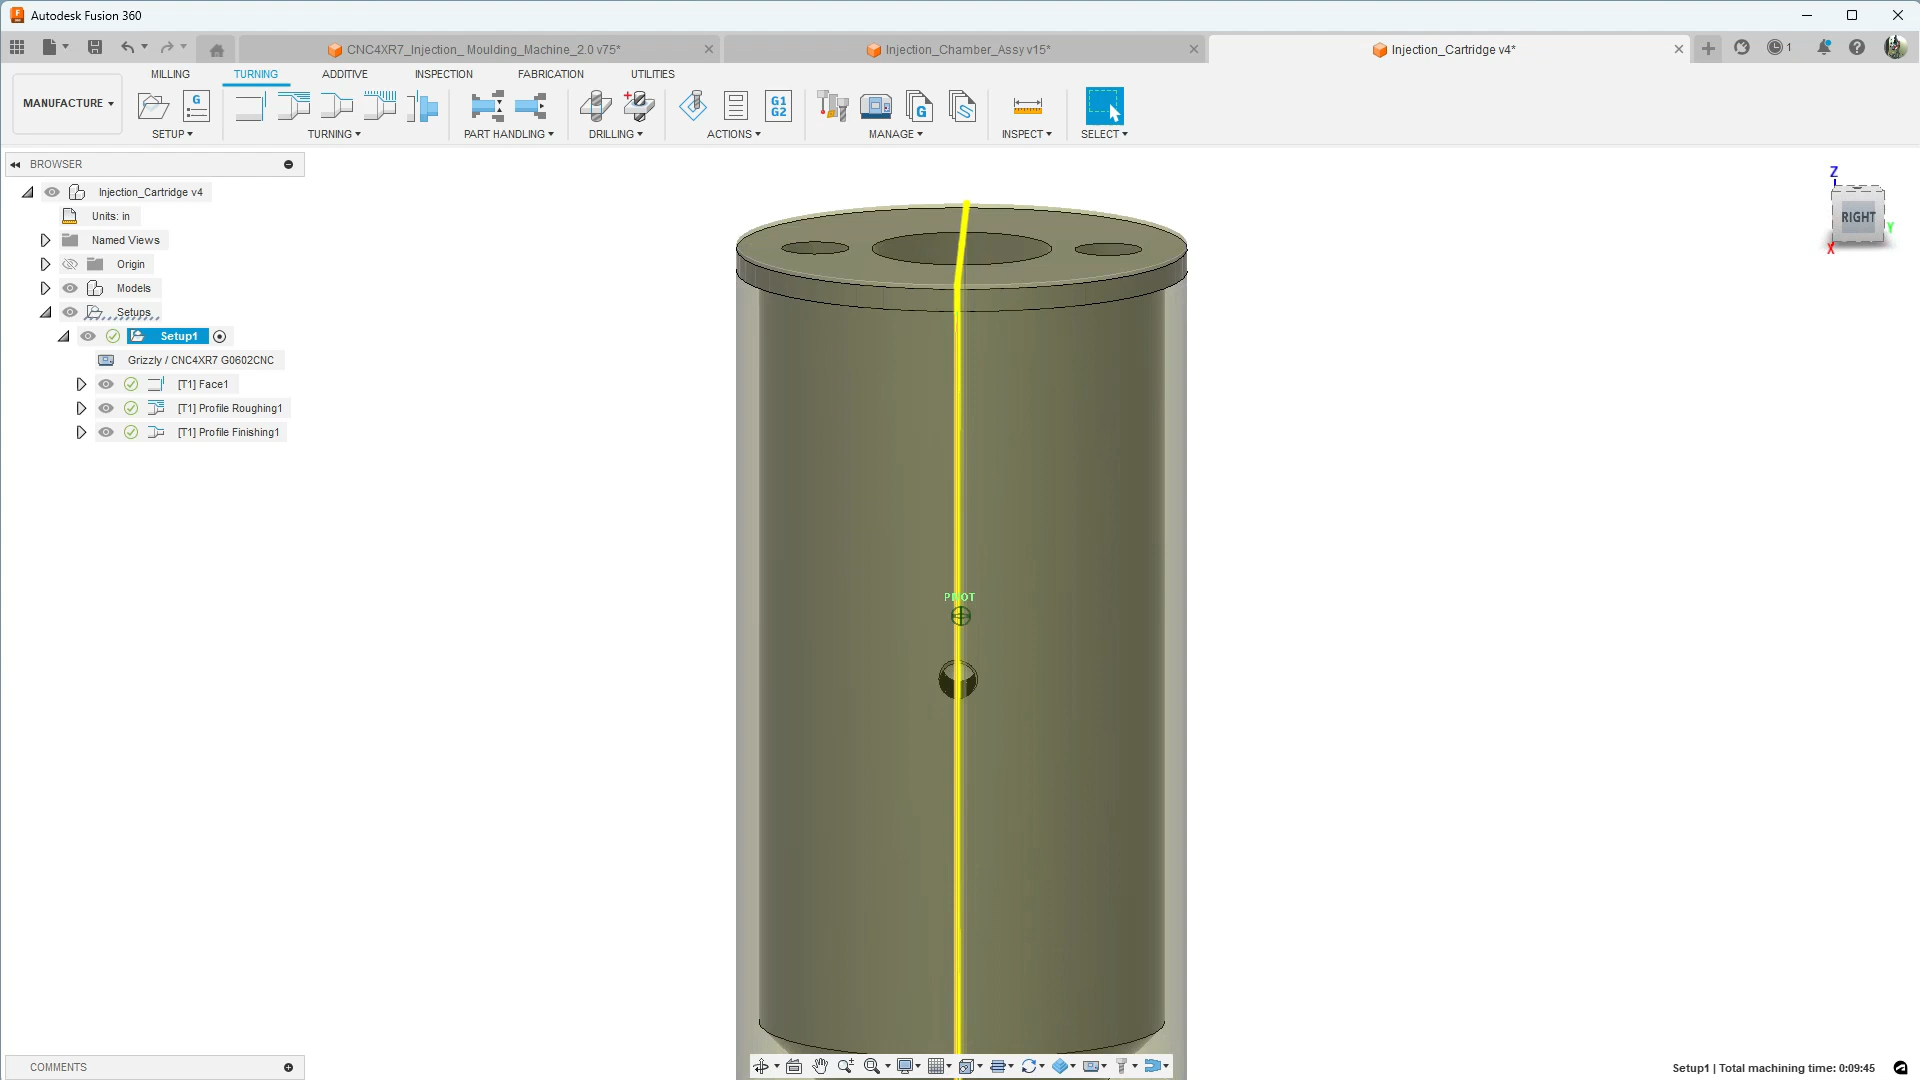 Autodesk Fusion 360
CNC4XR7_Injection_ Moulding_Machine_2.0 v75*
Injection_Chamber_Assy v15*
Injection_Cartridge v4*
1
MILLING
TURNING
ADDITIVE
INSPECTION
FABRICATION
UTILITIES
MANUFACTURE
G
G1
G2
G
SETUP
TURNING
PART HANDLING
DRILLING
ACTIONS
MANAGE
INSPECT
SELECT
BROWSER
Injection_Cartridge v4
Units: in
Named Views
Origin
Models
Setups
Setup1
Grizzly / CNC4XR7 G0602CNC
[T1] Face1
[T1] Profile Roughing1
[T1] Profile Finishing1
Z
RIGHT
Y
X
COMMENTS
Setup1 | Total machining time: 0:09:45